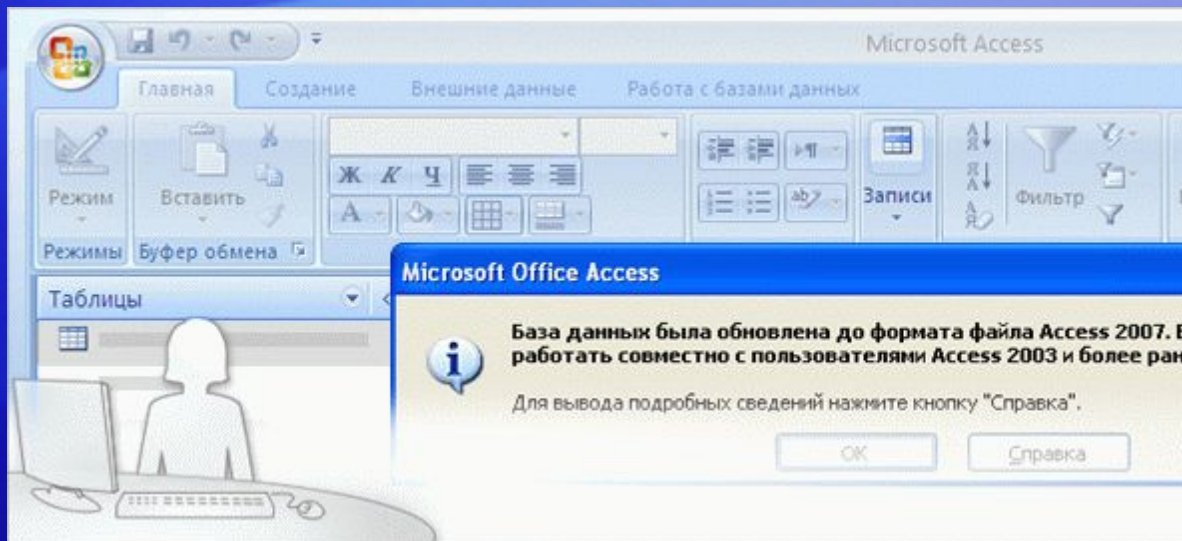 Microsoft Access
Главная Создание Внешние данные Работа с базами данных
Режим Вставить Ж К Ч Записи Фильтр
Режимы Буфер обмена
Таблицы
Microsoft Office Access
База данных была обновлена до формата файла Access 2007.
работать совместно с пользователями Access 2003 и более
Для вывода подробных сведений нажмите кнопку "Справка".
ОК Справка